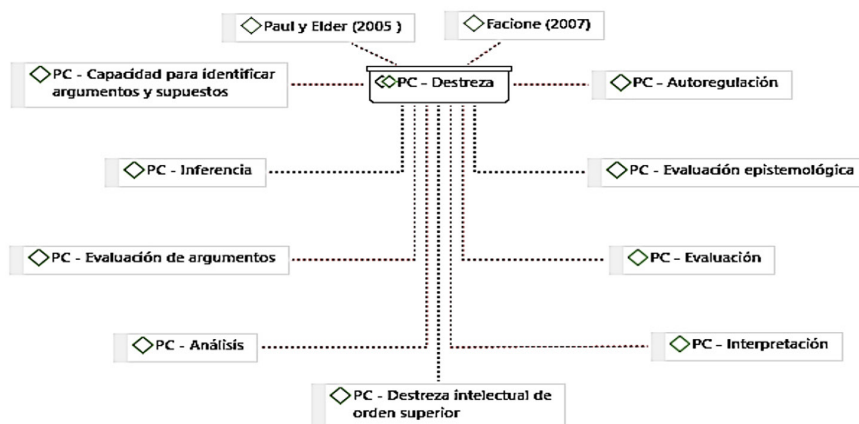 Paul y Elder (2005 )
Facione (2007)
PC - Capacidad para identificar
argumentos y supuestos
PC - Destreza
PC - Autoregulación
PC - Inferencia
PC - Evaluación epistemológica
PC - Evaluación de argumentos
PC - Evaluación
PC - Análisis
PC - Interpretación
PC - Destreza intelectual de
orden superior